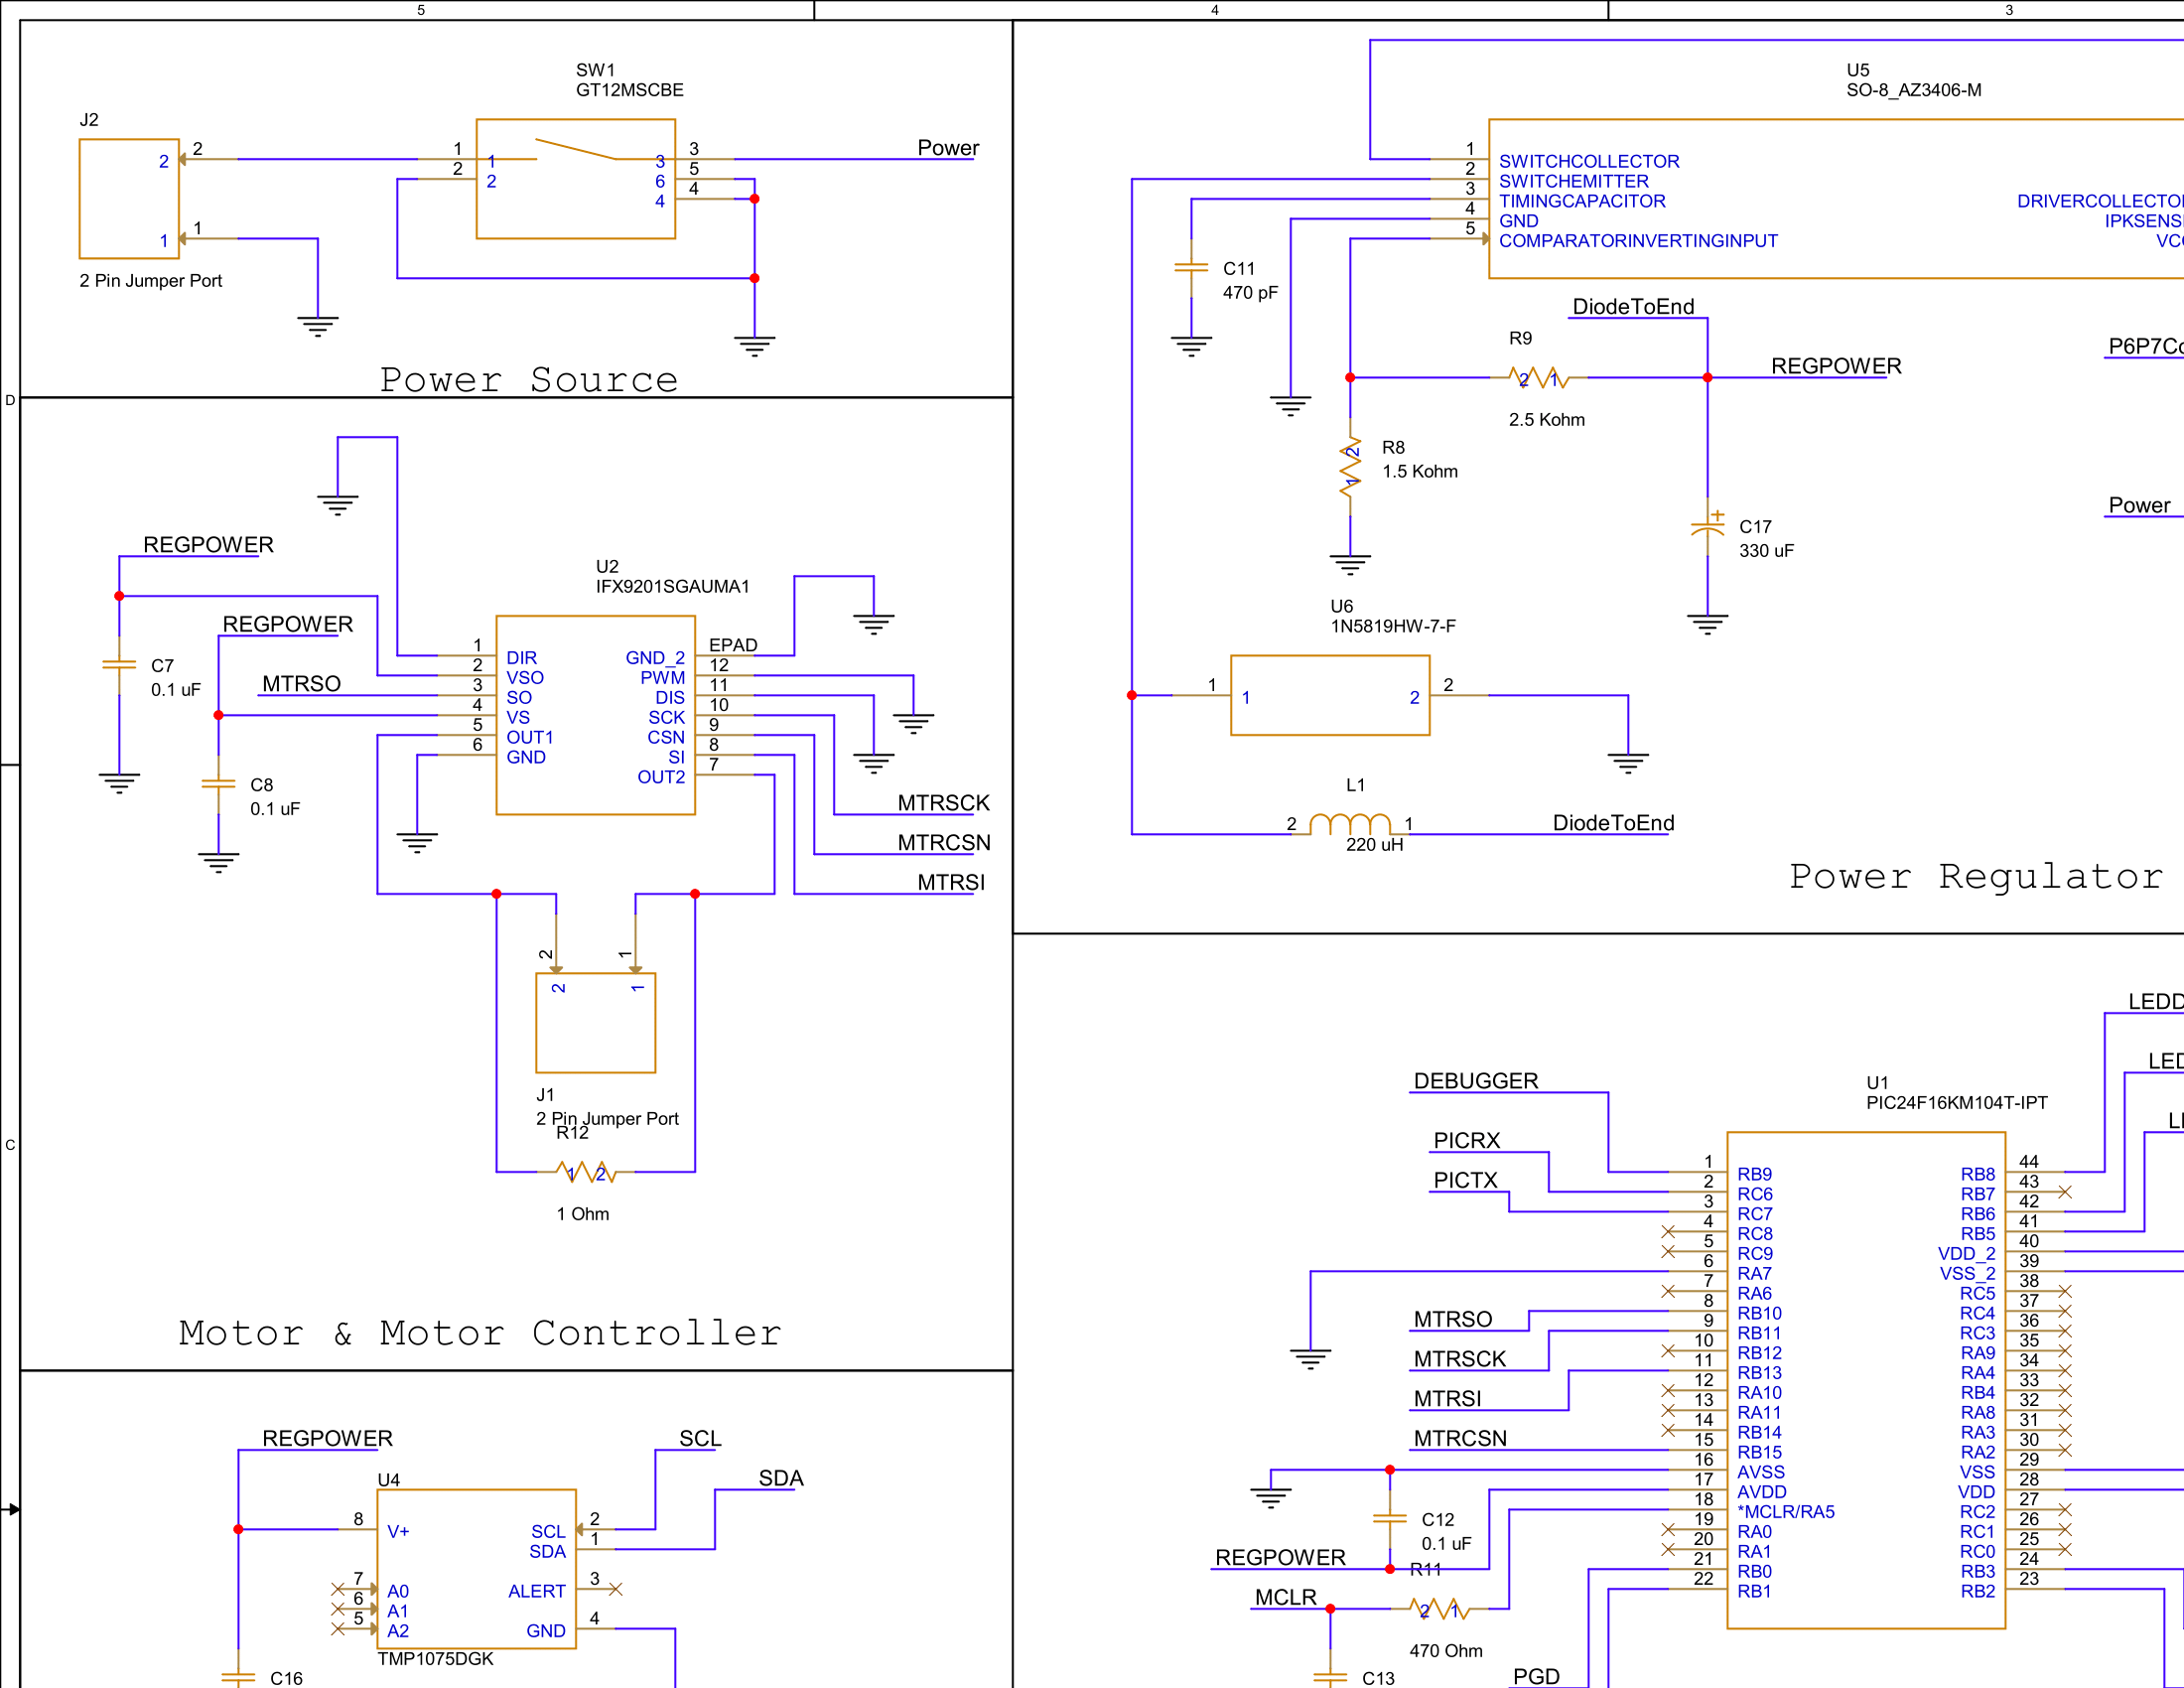 5
4
3
D
C
SW1
GT12MSCBE
J2
2
2
1
1
2 Pin Jumper Port
1
1
2
2
3
3
5
6
4
4
Power
Power Source
U5
SO-8_AZ3406-M
1
SWITCHCOLLECTOR
2
SWITCHEMITTER
3
TIMINGCAPACITOR
4
GND
5
COMPARATORINVERTINGINPUT
DRIVERCOLLECTO
IPKSENS
VC
C11
470 pF
DiodeToEnd
R9
2
1
2.5 Kohm
REGPOWER
P6P7C
R8
2
1
1.5 Kohm
Power
C17
330 uF
U6
1N5819HW-7-F
1
1
2
2
L1
2
1
220 uH
DiodeToEnd
Power Regulator
REGPOWER
REGPOWER
C7
0.1 uF
MTRSO
C8
0.1 uF
U2
IFX9201SGAUMA1
1
DIR
2
VSO
3
SO
4
VS
5
OUT1
6
GND
EPAD
GND_2
12
PWM
11
DIS
10
SCK
9
CSN
8
SI
7
OUT2
MTRSCK
MTRCSN
MTRSI
2
1
2
1
J1
2 Pin Jumper Port
R12
1
2
1 Ohm
Motor & Motor Controller
LEDD
LED
DEBUGGER
PICRX
PICTX
U1
PIC24F16KM104T-IPT
1
RB9
2
RC6
3
RC7
4
RC8
5
RC9
6
RA7
7
RA6
8
RB10
9
RB11
10
RB12
11
RB13
12
RA10
13
RA11
14
RB14
15
RB15
16
AVSS
17
AVDD
18
*MCLR/RA5
19
RA0
20
RA1
21
RB0
22
RB1
44
RB8
43
RB7
42
RB6
41
RB5
40
VDD_2
39
VSS_2
38
RC5
37
RC4
36
RC3
35
RA9
34
RA4
33
RB4
32
RA8
31
RA3
30
RA2
29
VSS
28
VDD
27
RC2
26
RC1
25
RC0
24
RB3
23
RB2
MTRSO
MTRSCK
MTRSI
MTRCSN
C12
0.1 uF
REGPOWER
R11
MCLR
2
1
470 Ohm
C13
PGD
REGPOWER
SCL
SDA
U4
8
V+
7
A0
6
A1
5
A2
2
SCL
1
SDA
3
ALERT
4
GND
TMP1075DGK
C16